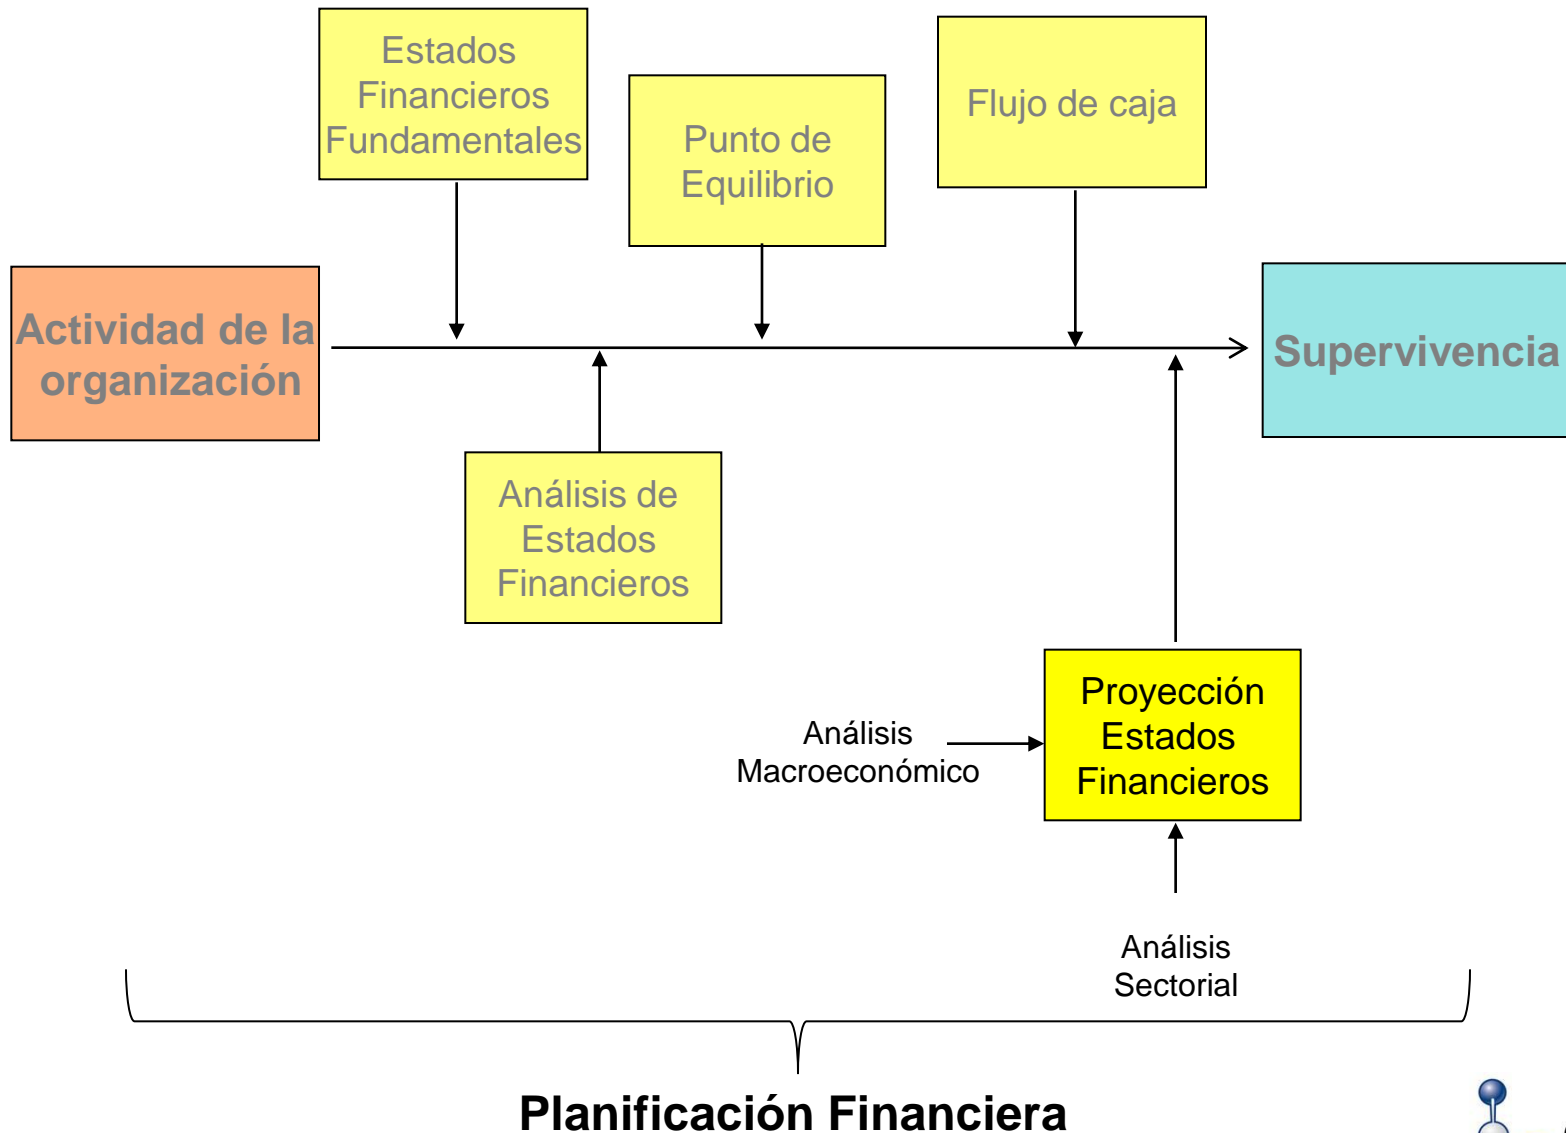 Estados
Financieros
Fundamentales
Punto de
Equilibrio
Flujo de caja
Actividad de la
organización
Supervivencia
Análisis de
Estados
Financieros
Proyección
Estados
Financieros
Análisis
Macroeconómico
Análisis
Sectorial
Planificación Financiera